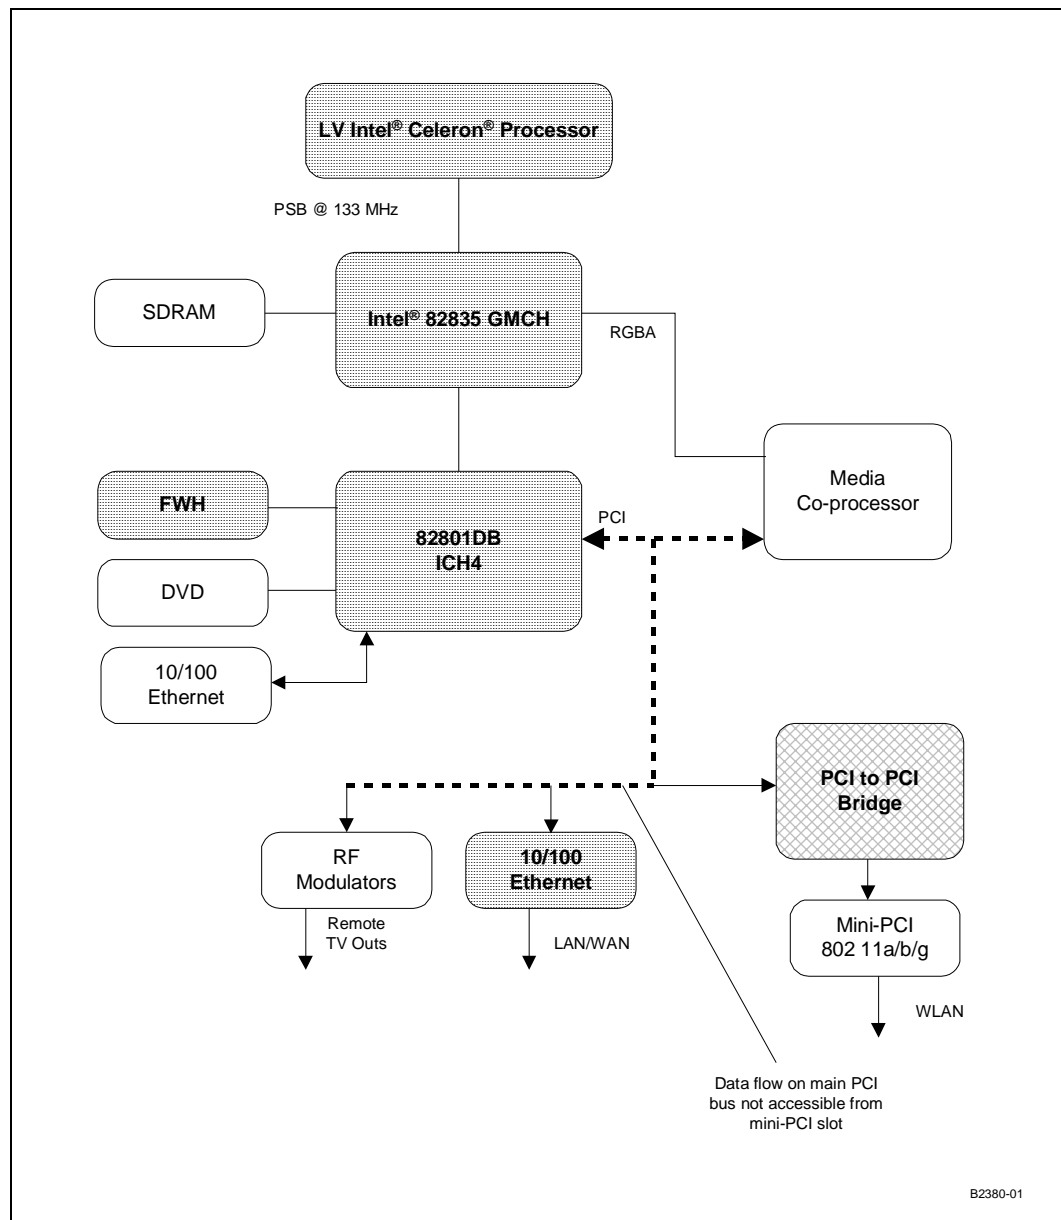 LV Intel® Celeron® Processor
PSB @ 133 MHz
SDRAM
Intel® 82835 GMCH
RGBA
Media
Co-processor
FWH
82801DB
ICH4
PCI
DVD
10/100
Ethernet
PCI to PCI
Bridge
RF
Modulators
10/100
Ethernet
Remote
TV Outs
LAN/WAN
Mini-PCI
802 11a/b/g
WLAN
Data flow on main PCI
bus not accessible from
mini-PCI slot
B2380-01